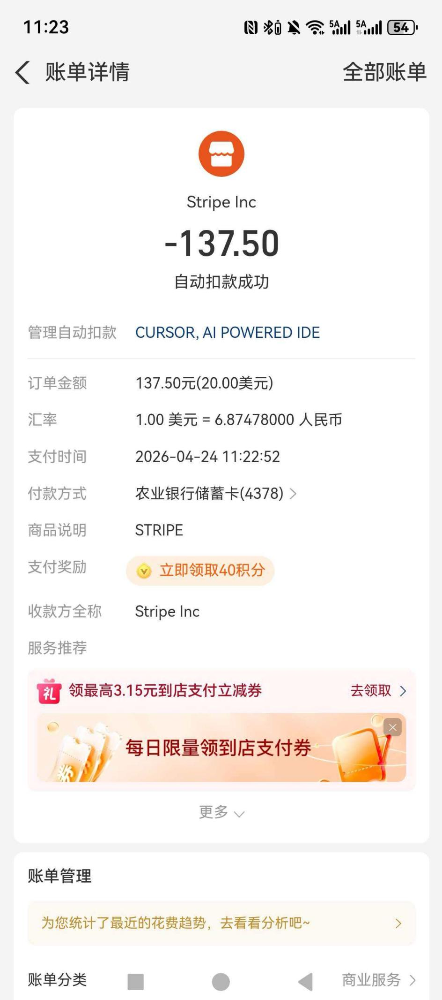 11:23
5A 5A 54
账单详情 全部账单
Stripe Inc
-137.50
自动扣款成功
管理自动扣款 CURSOR, AI POWERED IDE
订单金额 137.50元(20.00美元)
汇率 1.00 美元 = 6.87478000 人民币
支付时间 2026-04-24 11:22:52
付款方式 农业银行储蓄卡(4378)
商品说明 STRIPE
支付奖励 立即领取40积分
收款方全称 Stripe Inc
服务推荐
礼 领最高3.15元到店支付立减券 去领取
券 每日限量领到店支付券
更多
账单管理
为您统计了最近的花费趋势，去看看分析吧~
账单分类 商业服务